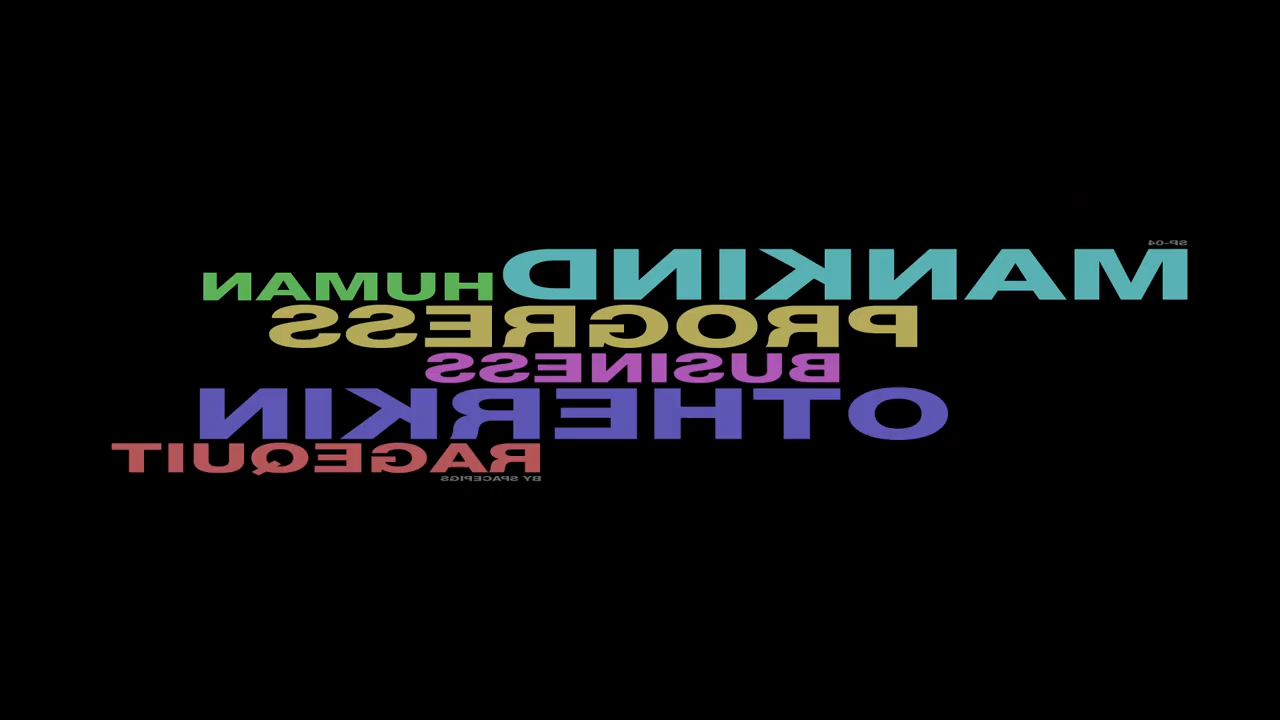 SP-04
MANKIND HUMAN
PROGRESS
BUSINESS
OTHERKIN
RAGEQUIT
BY SPACEPIGS